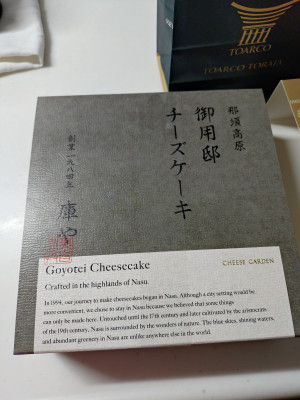 TOARCO
TOARCO TORAJA
那須高原
御用邸
チーズケーキ
創業一九八四年
庫や
Goyotei Cheesecake
CHEESE GARDEN
Crafted in the highlands of Nasu.
In 1994, our journey to make cheesecakes began in Nasu. Although a city setting would be
more convenient, we chose to stay in Nasu because we believed that some things
can only be made here. Untouched until the 17th century and later cultivated by the aristocrats
of the 19th century, Nasu is surrounded by the wonders of nature. The blue skies, shining waters,
and abundant greenery in Nasu are unlike anywhere else in the world.